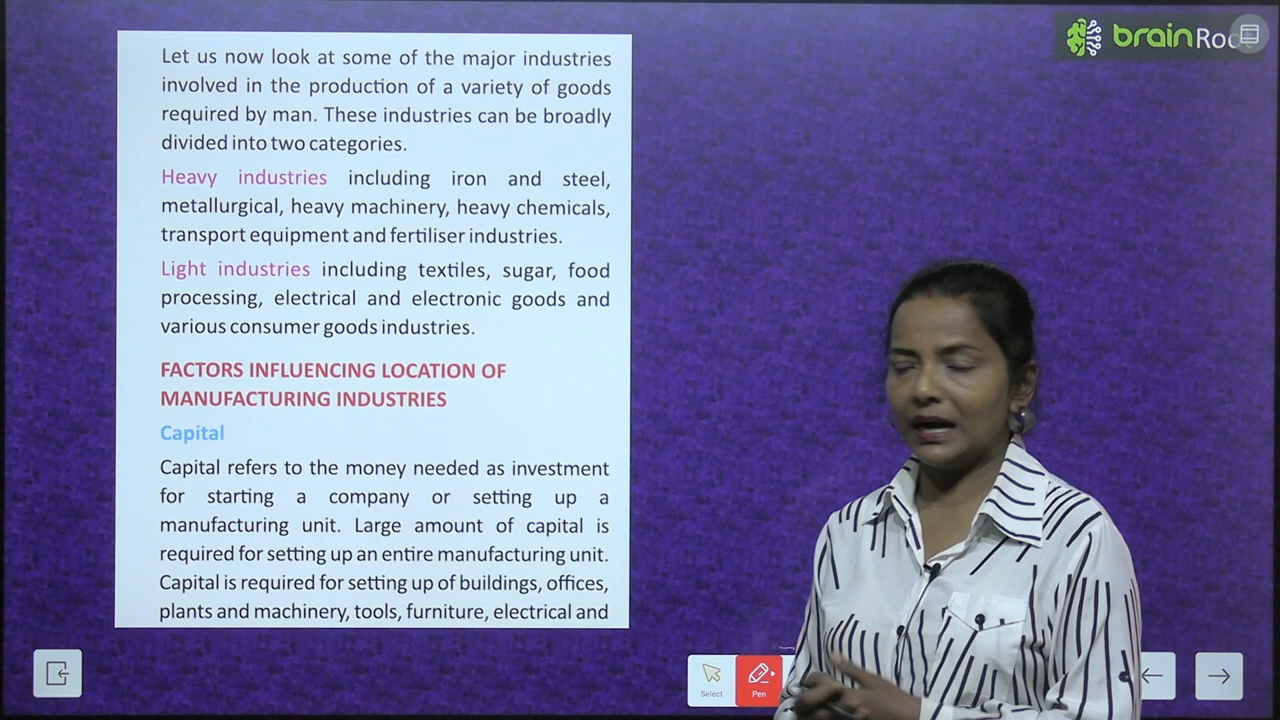 brainRoot
Let us now look at some of the major industries
involved in the production of a variety of goods
required by man. These industries can be broadly
divided into two categories.
Heavy industries including iron and steel,
metallurgical, heavy machinery, heavy chemicals,
transport equipment and fertiliser industries.
Light industries including textiles, sugar, food
processing, electrical and electronic goods and
various consumer goods industries.
FACTORS INFLUENCING LOCATION OF
MANUFACTURING INDUSTRIES
Capital
Capital refers to the money needed as investment
for starting a company or setting up a
manufacturing unit. Large amount of capital is
required for setting up an entire manufacturing unit.
Capital is required for setting up of buildings, offices,
plants and machinery, tools, furniture, electrical and
Select
Pen